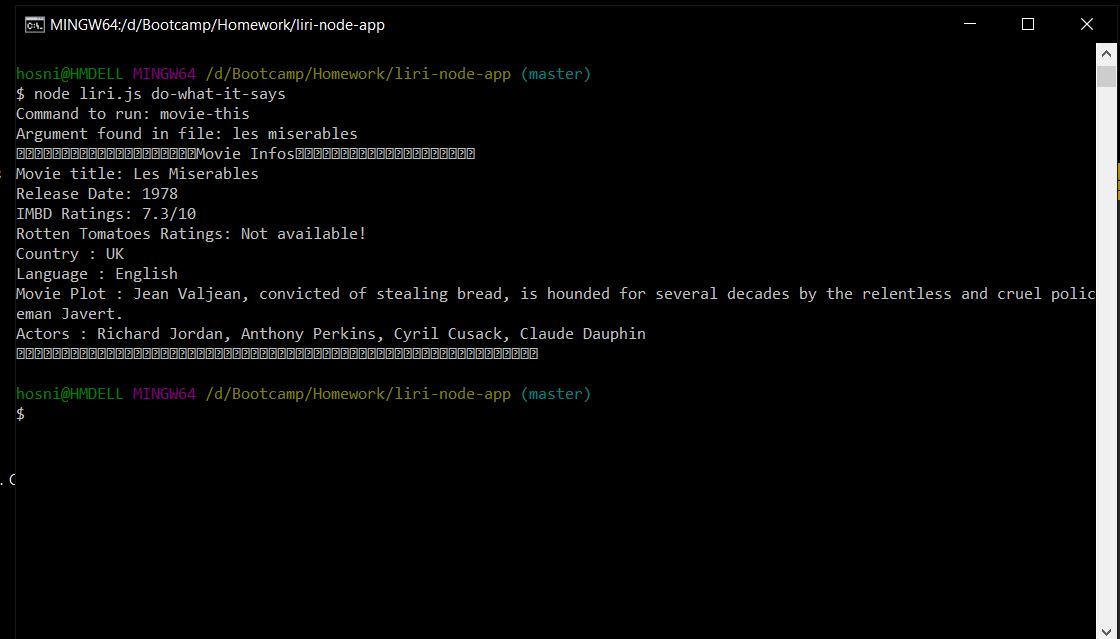 MINGW64:/d/Bootcamp/Homework/liri-node-app
hosni@HMDELL MINGW64 /d/Bootcamp/Homework/liri-node-app (master)
$ node liri.js do-what-it-says
Command to run: movie-this
Argument found in file: les miserables
Movie Infos
Movie title: Les Miserables
Release Date: 1978
IMBD Ratings: 7.3/10
Rotten Tomatoes Ratings: Not available!
Country : UK
Language : English
Movie Plot : Jean Valjean, convicted of stealing bread, is hounded for several decades by the relentless and cruel polic
eman Javert.
Actors : Richard Jordan, Anthony Perkins, Cyril Cusack, Claude Dauphin
hosni@HMDELL MINGW64 /d/Bootcamp/Homework/liri-node-app (master)
$